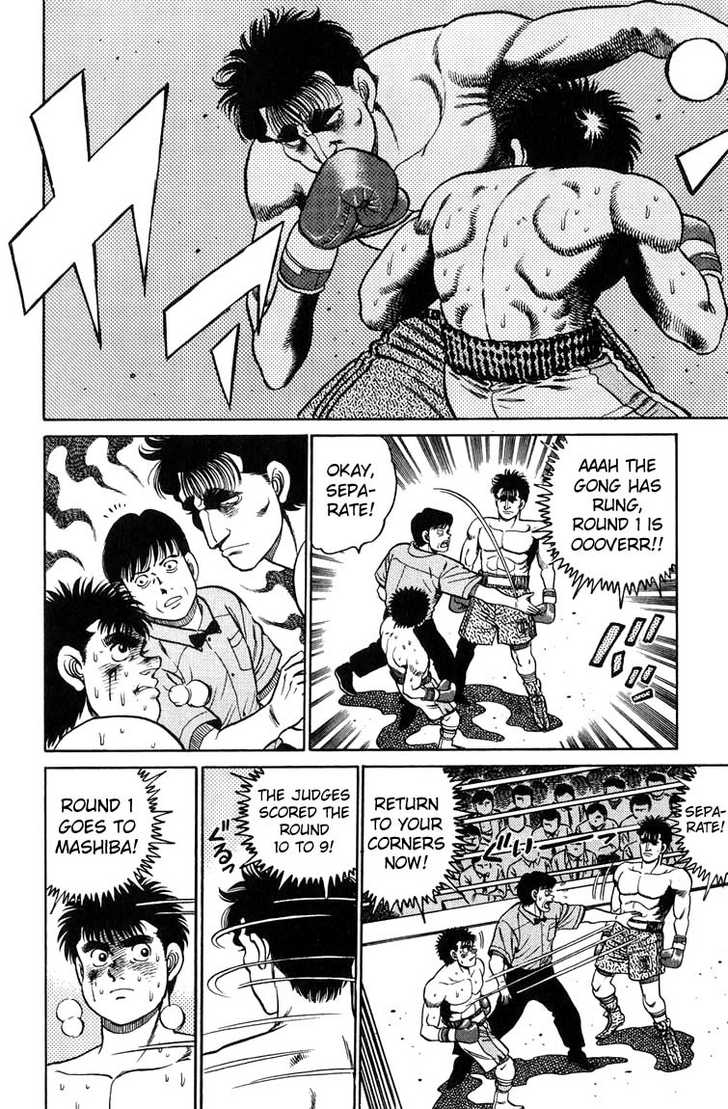 AAAH THE
GONG HAS
RUNG,
ROUND 1 IS
OOOVERR!!
OKAY,
SEPA-
RATE!
SEPA-
RATE!
RETURN
TO YOUR
CORNERS
NOW!
THE JUDGES
SCORED THE
ROUND
10 TO 9!
ROUND 1
GOES TO
MASHIBA!